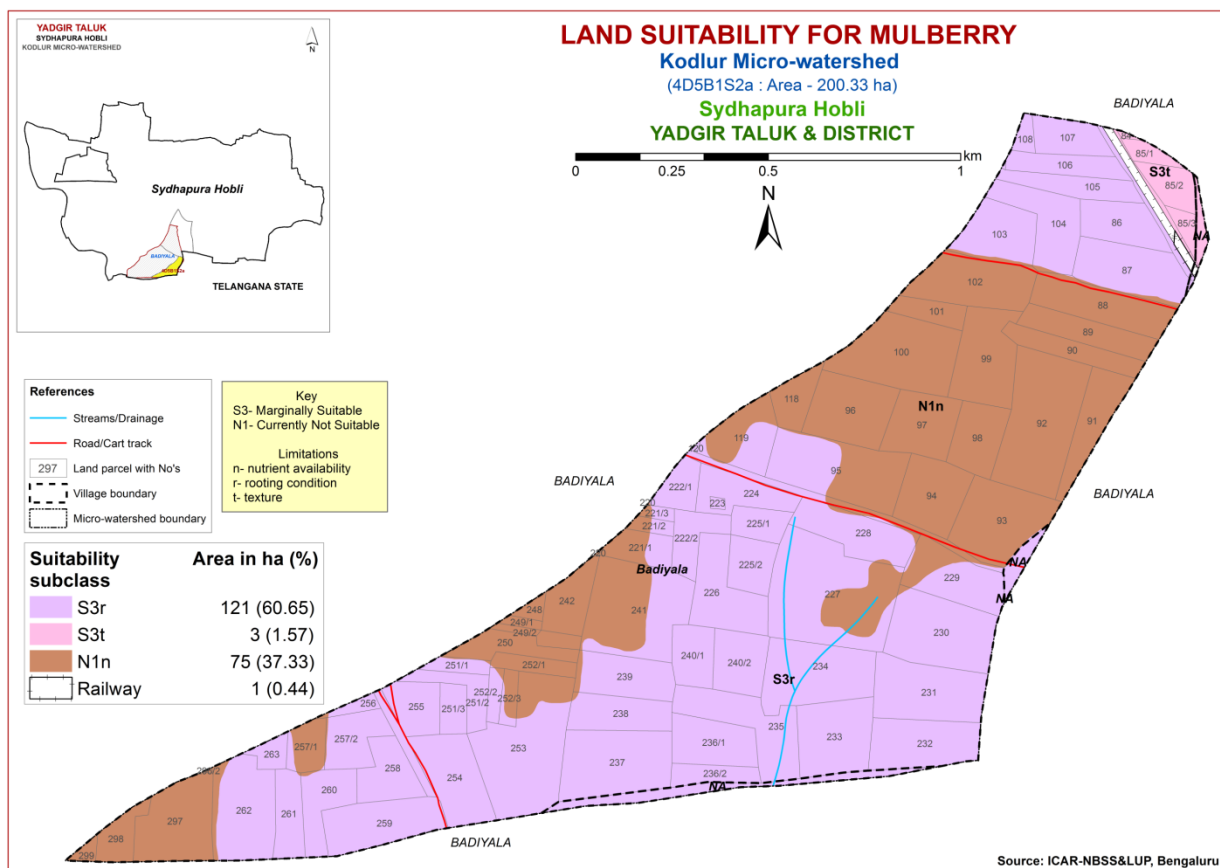 YADGIR TALUK
SYDHAPURA HOBLI
KODLUR MICRO-WATERSHED
N
Sydhapura Hobli
BADIYALA
4D5B1S2a
TELANGANA STATE
LAND SUITABILITY FOR MULBERRY
Kodlur Micro-watershed
(4D5B1S2a : Area - 200.33 ha)
Sydhapura Hobli
YADGIR TALUK & DISTRICT
km
0 0.25 0.5 1
N
References
Streams/Drainage
Road/Cart track
297 Land parcel with No's
Village boundary
Micro-watershed boundary
Key
S3- Marginally Suitable
N1- Currently Not Suitable
Limitations
n- nutrient availability
r- rooting condition
t- texture
Suitability subclass Area in ha (%)
S3r 121 (60.65)
S3t 3 (1.57)
N1n 75 (37.33)
Railway 1 (0.44)
BADIYALA
108 107 84
85/1
106 S3t
105 85/2
104 86 85/3
103 NA
87
102
88
101
89
100 99 90
118 96 N1n 91
97 92
119 98
120 95
BADIYALA
BADIYALA
94
93
222/1 224
220 223
221/3
221/2 225/1
222/2 228
221/1
NA
Badiyala 225/2 229
NA
226 227
248 242 241
249/1
249/2
250 230
240/1 240/2
251/1 252/1 234
S3r
239
252/2 231
256 255 251/3 251/2 252/3
238
235
257/1 257/2 236/1 233 232
263 253
258 237
254 236/2
NA
260
262 261
297
259
298
299
BADIYALA
Source: ICAR-NBSS&LUP, Bengaluru